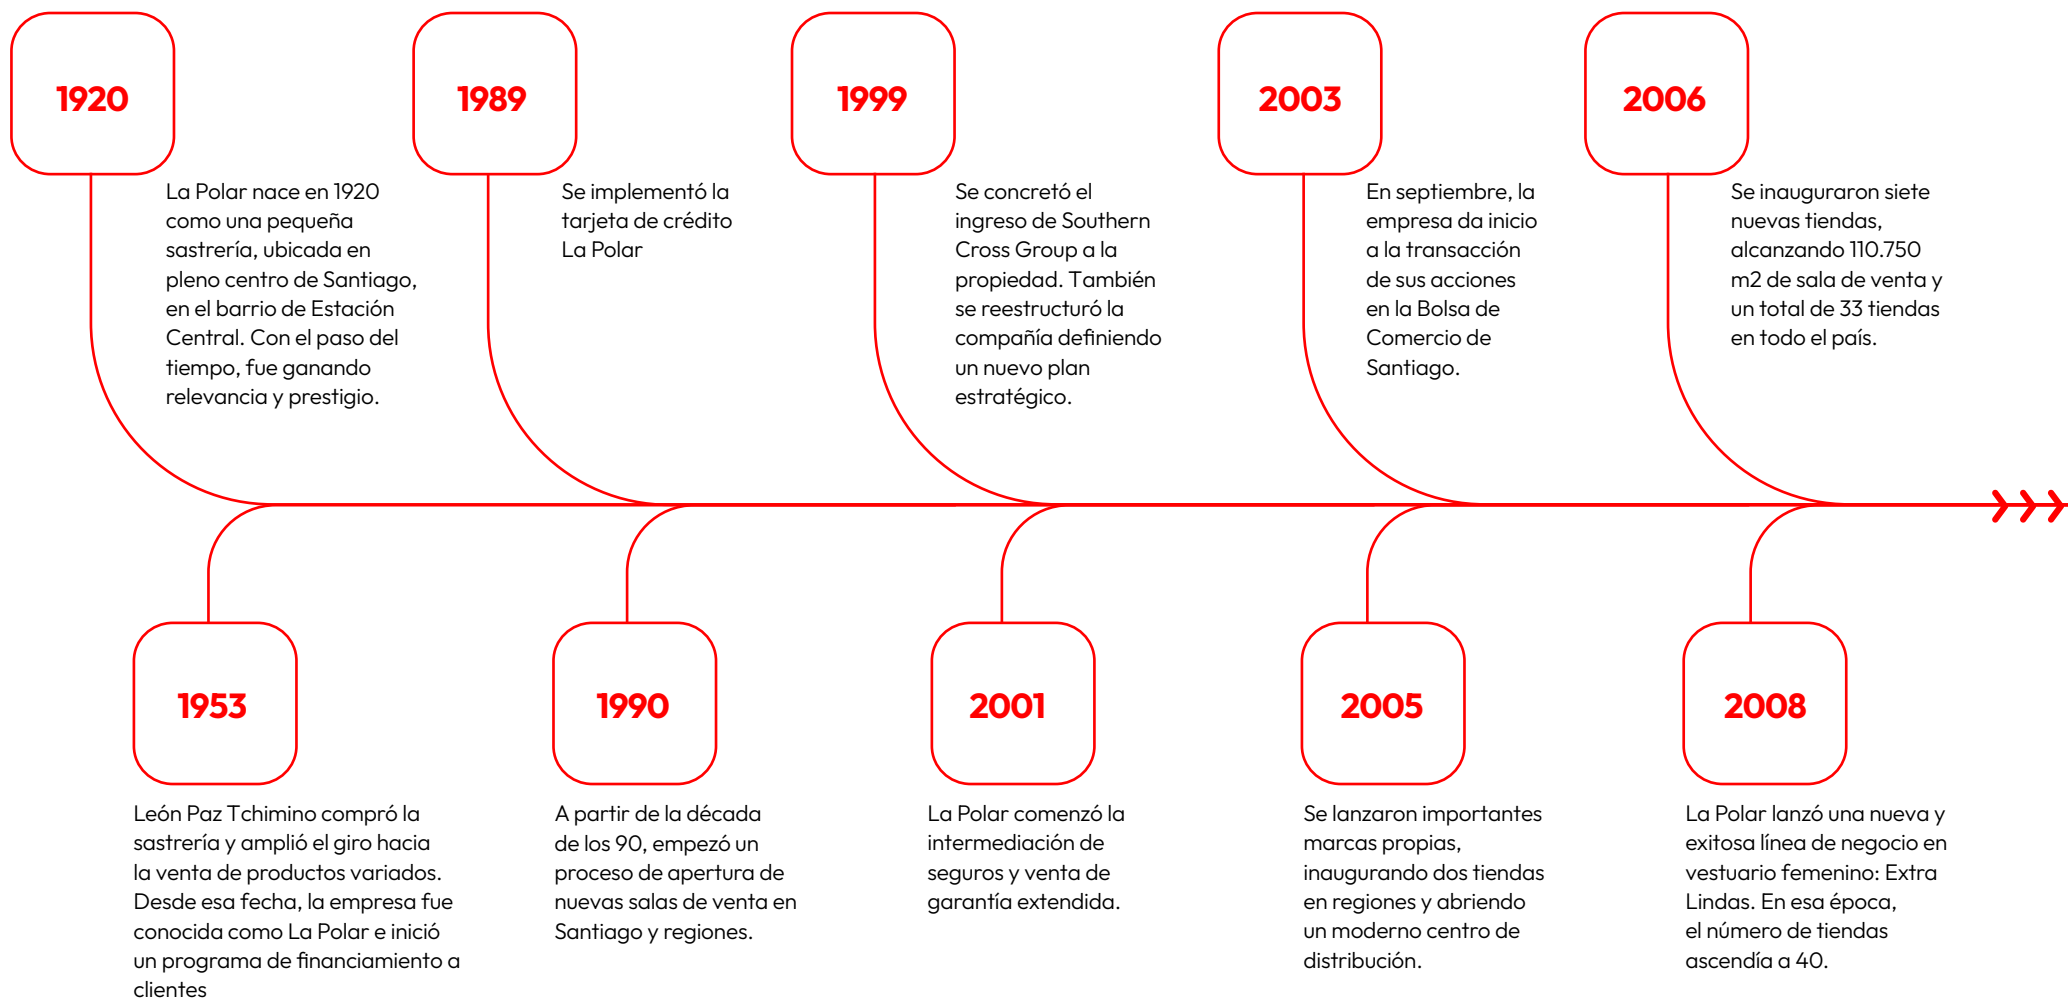 1920
La Polar nace en 1920
como una pequeña
sastrería, ubicada en
pleno centro de Santiago,
en el barrio de Estación
Central. Con el paso del
tiempo, fue ganando
relevancia y prestigio.
1953
León Paz Tchimino compró la
sastrería y amplió el giro hacia
la venta de productos variados.
Desde esa fecha, la empresa fue
conocida como La Polar e inició
un programa de financiamiento a
clientes
1989
Se implementó la
tarjeta de crédito
La Polar
1990
A partir de la década
de los 90, empezó un
proceso de apertura de
nuevas salas de venta en
Santiago y regiones.
1999
Se concretó el
ingreso de Southern
Cross Group a la
propiedad. También
se reestructuró la
compañía definiendo
un nuevo plan
estratégico.
2001
La Polar comenzó la
intermediación de
seguros y venta de
garantía extendida.
2003
En septiembre, la
empresa da inicio
a la transacción
de sus acciones
en la Bolsa de
Comercio de
Santiago.
2005
Se lanzaron importantes
marcas propias,
inaugurando dos tiendas
en regiones y abriendo
un moderno centro de
distribución.
2006
Se inauguraron siete
nuevas tiendas,
alcanzando 110.750
m2 de sala de venta y
un total de 33 tiendas
en todo el país.
2008
La Polar lanzó una nueva y
exitosa línea de negocio en
vestuario femenino: Extra
Lindas. En esa época,
el número de tiendas
ascendía a 40.